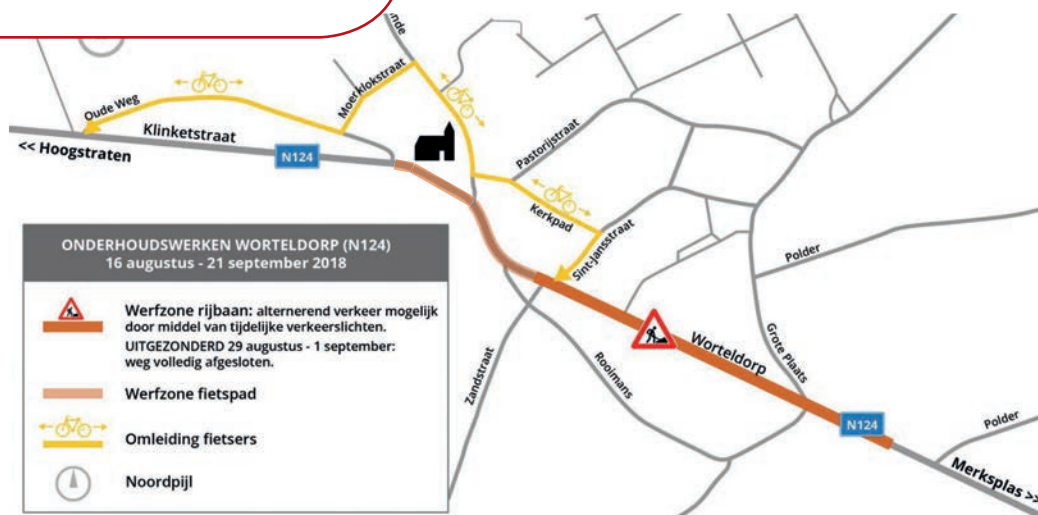 nde
Oude Weg
Moerklokstraat
Klinketstraat
<< Hoogstraten
N124
Pastorijstraat
Kerkpad
Sint-Jansstraat
Polder
Grote Plaats
Worteldorp
Zandstraat
Rooimans
N124
Polder
Merksplas >>
ONDERHOUDSWERKEN WORTELDORP (N124)
16 augustus - 21 september 2018
Werfzone rijbaan: alternerend verkeer mogelijk
door middel van tijdelijke verkeerslichten.
UITGEZONDERD 29 augustus - 1 september:
weg volledig afgesloten.
Werfzone fietspad
Omleiding fietsers
Noordpijl